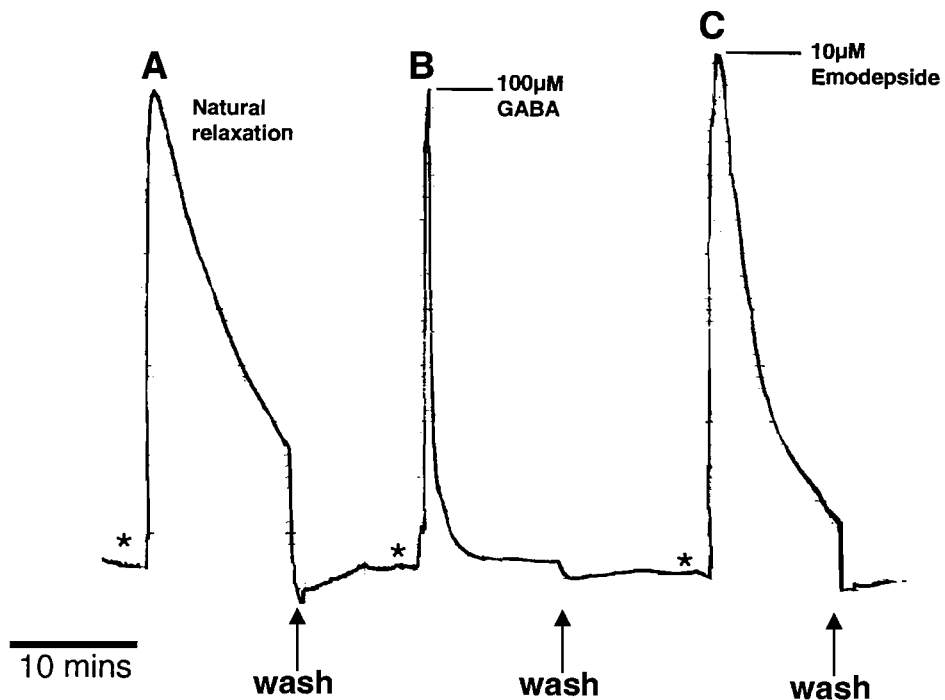 A
Natural
relaxation
B
100µM
GABA
C
10µM
Emodepside
*
*
*
10 mins
wash
wash
wash